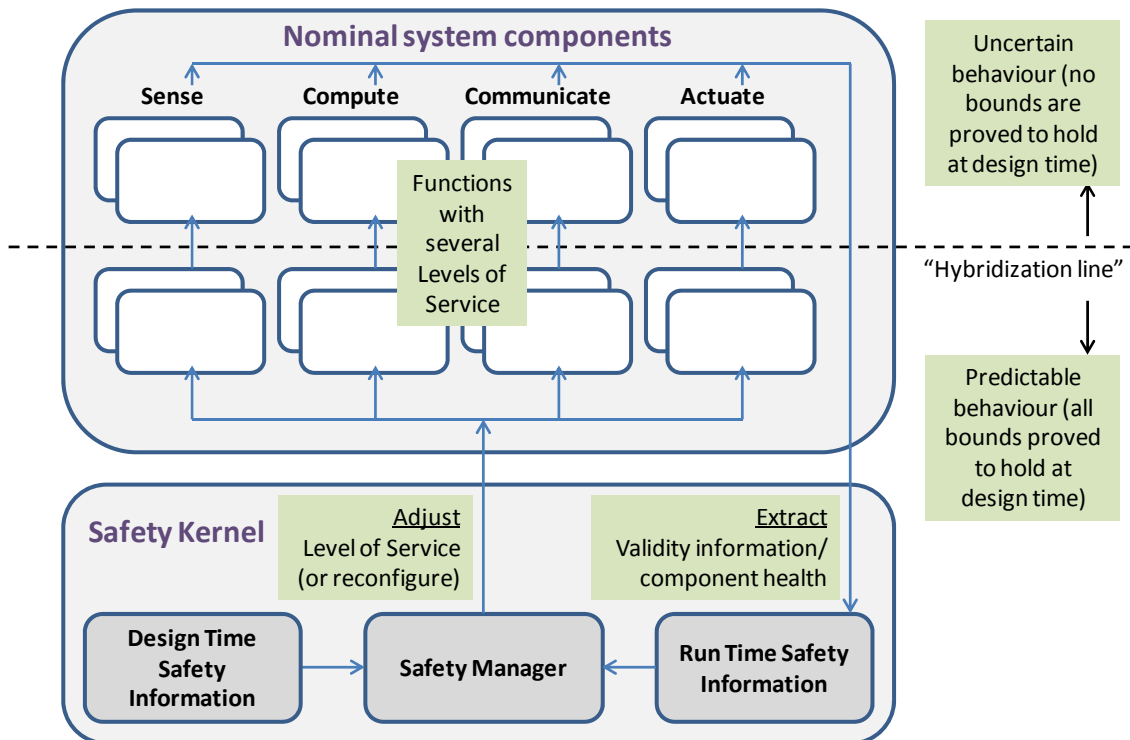 Nominal system components
Sense
Compute
Communicate
Actuate
Functions
with
several
Levels of
Service
Uncertain
behaviour (no
bounds are
proved to hold
at design time)
“Hybridization line”
Predictable
behaviour (all
bounds proved
to hold at
design time)
Safety Kernel
Adjust
Level of Service
(or reconfigure)
Extract
Validity information/
component health
Design Time
Safety
Information
Safety Manager
Run Time Safety
Information